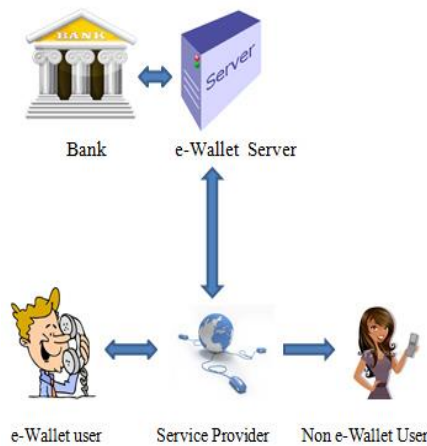 BANK
Server
Bank
e-Wallet Server
e-Wallet user
Service Provider
Non e-Wallet User